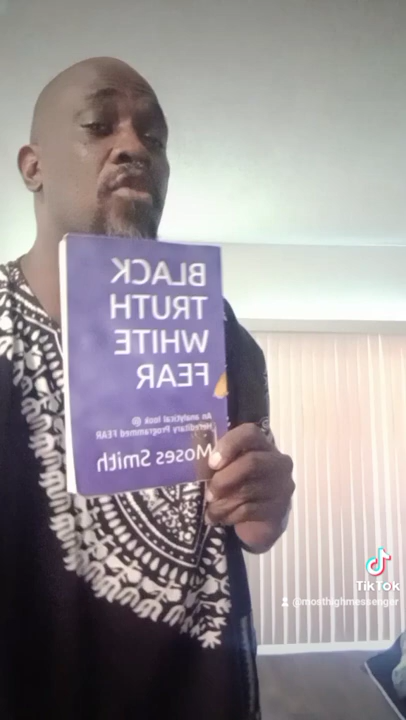 BLACK
TRUTH
WHITE
FEAR
An analytical look @
Hereditary Programmed FEAR
Moses Smith
TikTok
@mosthighmessenger